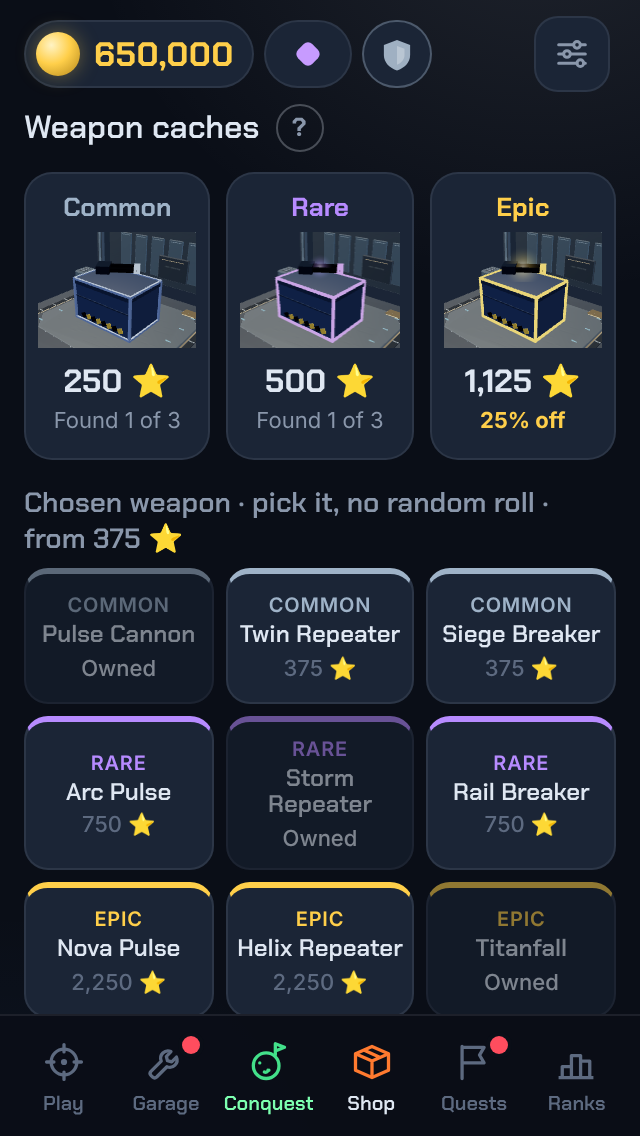 650,000
Weapon caches ?
Common
Rare
Epic
250 ⭐
500 ⭐
1,125 ⭐
Found 1 of 3
Found 1 of 3
25% off
Chosen weapon · pick it, no random roll ·
from 375 ⭐
COMMON
Pulse Cannon
Owned
COMMON
Twin Repeater
375 ⭐
COMMON
Siege Breaker
375 ⭐
RARE
Arc Pulse
750 ⭐
RARE
Storm
Repeater
Owned
RARE
Rail Breaker
750 ⭐
EPIC
Nova Pulse
2,250 ⭐
EPIC
Helix Repeater
2,250 ⭐
EPIC
Titanfall
Owned
Play
Garage
Conquest
Shop
Quests
Ranks